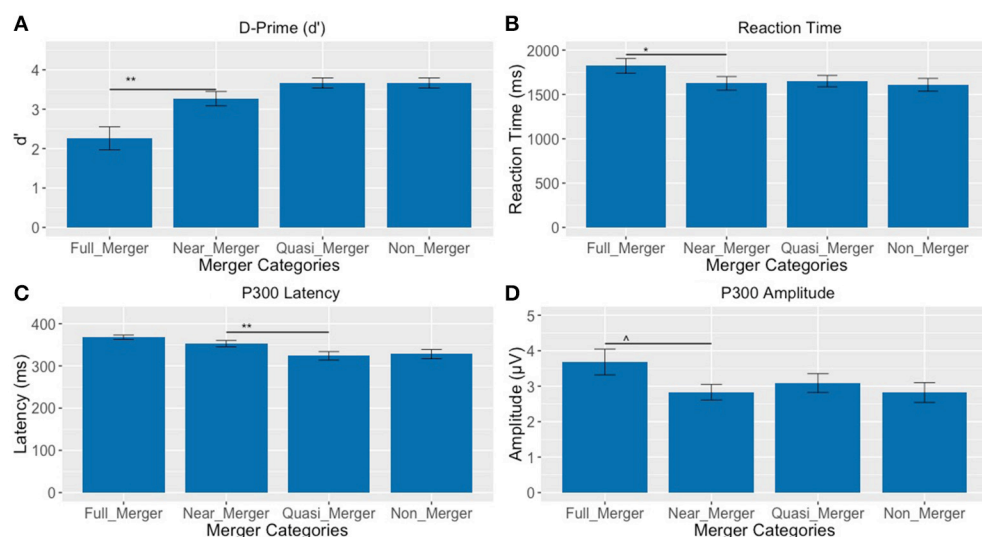 A
D-Prime (d')
**
4
3
2
1
0
d'
Full_Merger Near_Merger Quasi_Merger Non_Merger
Merger Categories
B
Reaction Time
*
2000
1500
1000
500
0
Reaction Time (ms)
Full_Merger Near_Merger Quasi_Merger Non_Merger
Merger Categories
C
P300 Latency
**
400
300
200
100
0
Latency (ms)
Full_Merger Near_Merger Quasi_Merger Non_Merger
Merger Categories
D
P300 Amplitude
^
5
4
3
2
1
0
Amplitude (µV)
Full_Merger Near_Merger Quasi_Merger Non_Merger
Merger Categories